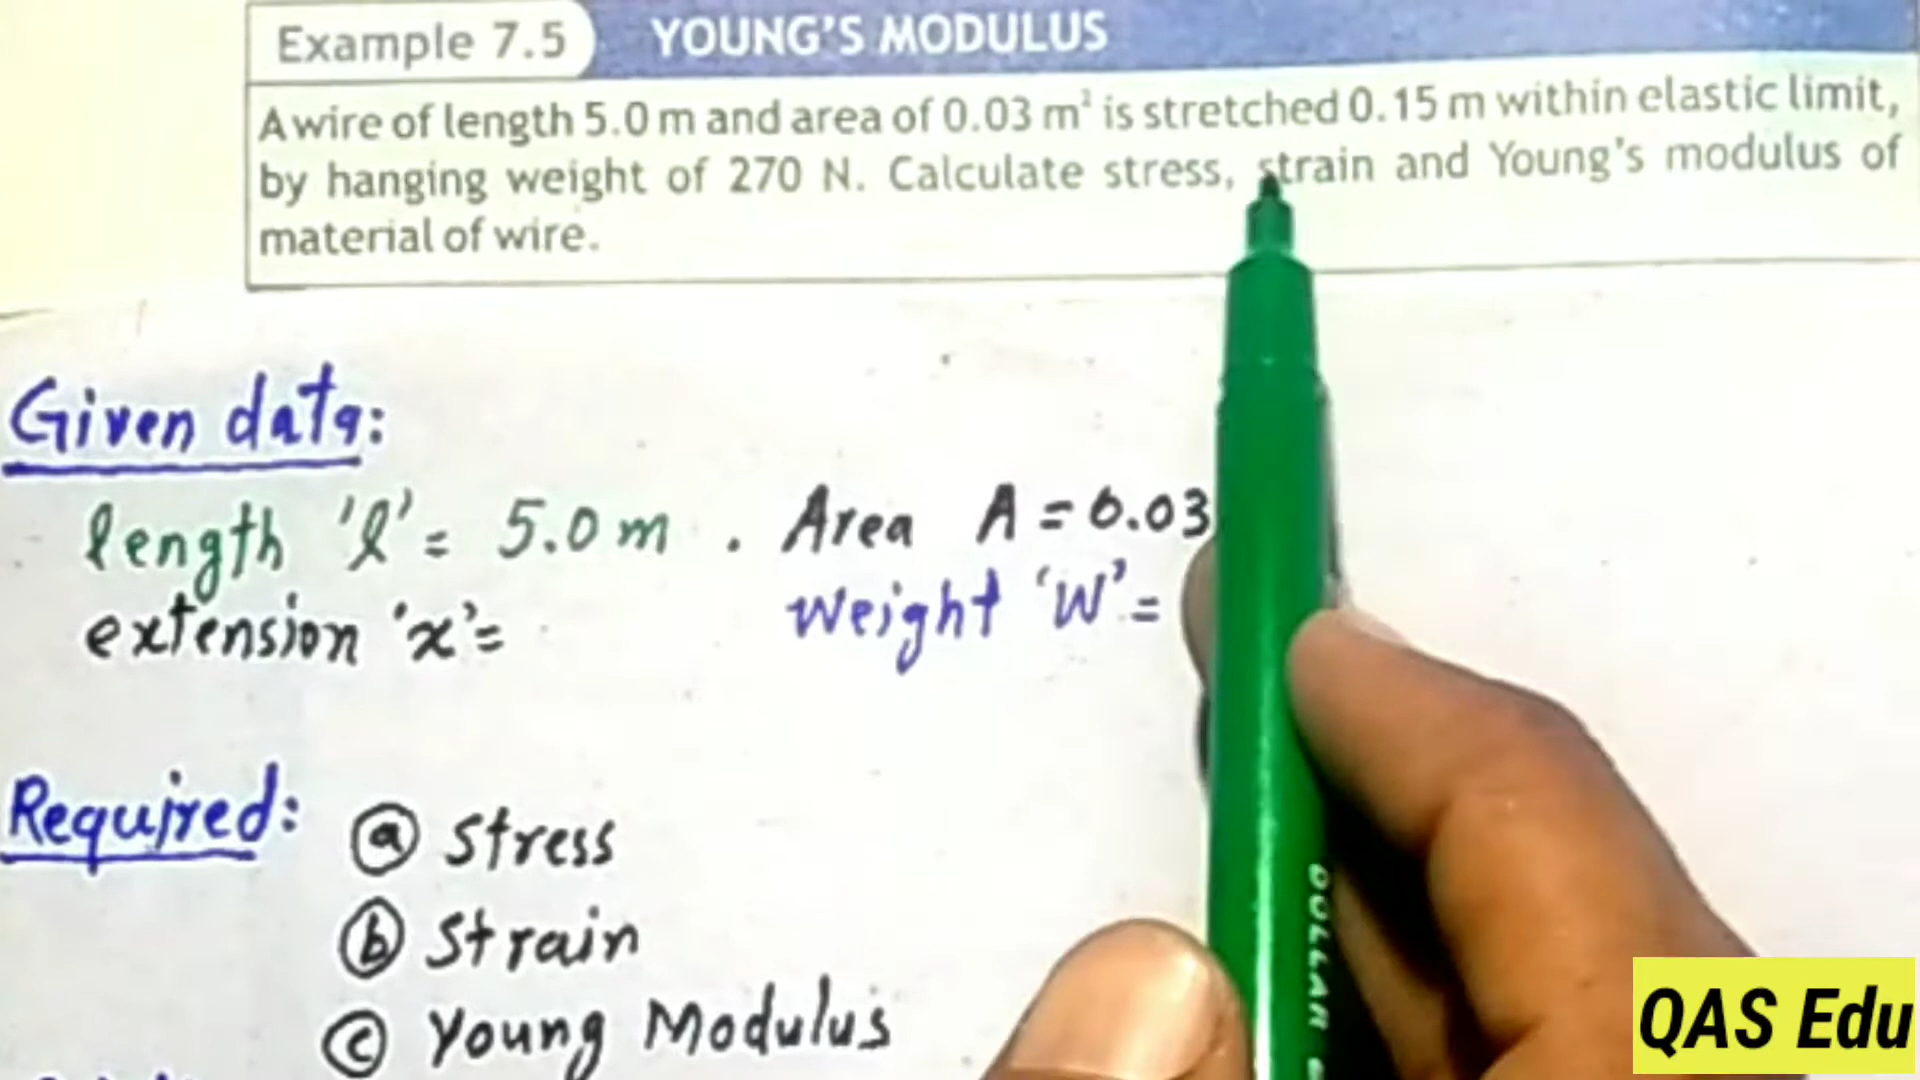 Example 7.5 YOUNG'S MODULUS
A wire of length 5.0 m and area of 0.03 m² is stretched 0.15 m within elastic limit,
by hanging weight of 270 N. Calculate stress, strain and Young's modulus of
material of wire.
Given data:
length 'l' = 5.0 m . Area A = 0.03
extension 'x' = Weight 'W' =
Required: ⓐ Stress
ⓑ Strain
ⓒ Young Modulus
DOLLAR
QAS Edu